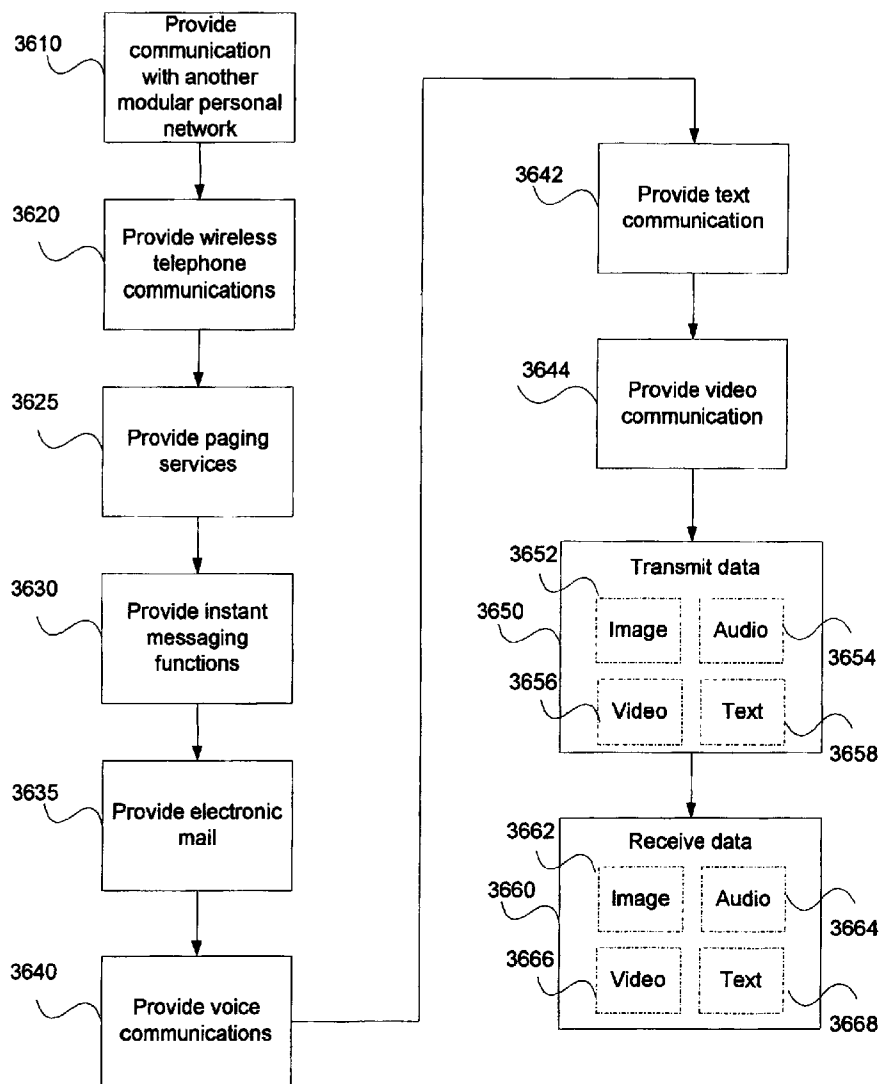 3610
Provide
communication
with another
modular personal
network
3620
Provide wireless
telephone
communications
3625
Provide paging
services
3630
Provide instant
messaging
functions
3635
Provide electronic
mail
3640
Provide voice
communications
3642
Provide text
communication
3644
Provide video
communication
3650
Transmit data
3652
Image
Audio
3654
3656
Video
Text
3658
3660
Receive data
3662
Image
Audio
3664
3666
Video
Text
3668